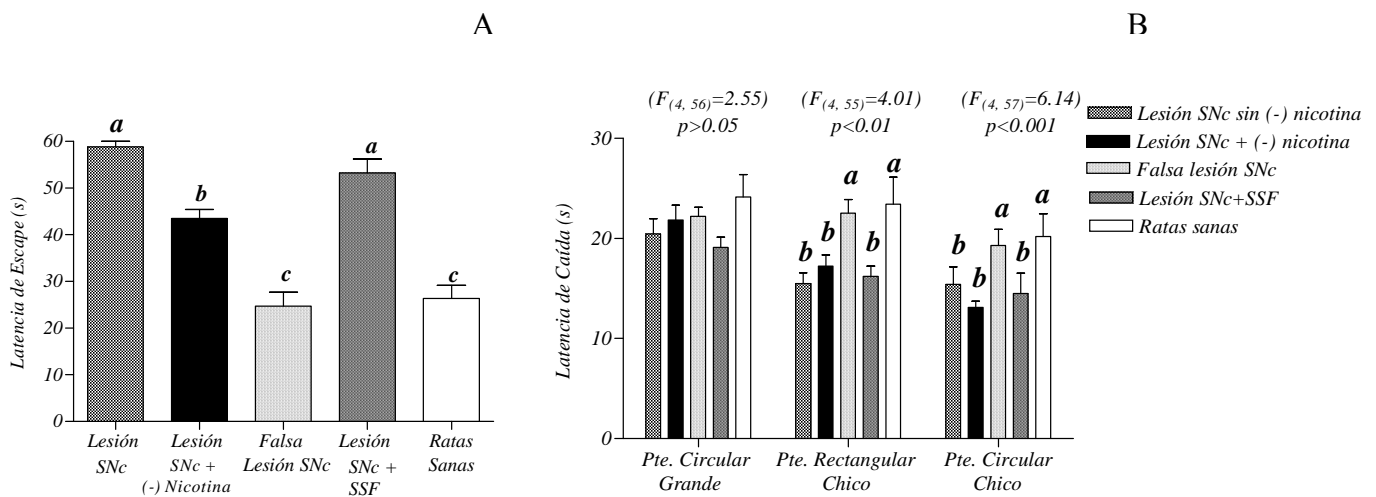 A
B
Latencia de Escape (s)
60
50
40
30
20
10
0
a
b
c
a
c
Lesión
SNc
Lesión
SNc +
(-) Nicotina
Falsa
Lesión SNc
Lesión
SNc +
SSF
Ratas
Sanas
(F(4, 56)=2.55)
p>0.05
(F(4, 55)=4.01)
p<0.01
(F(4, 57)=6.14)
p<0.001
Latencia de Caída (s)
30
20
10
0
b
b
a
b
a
b
b
a
b
a
Pte. Circular
Grande
Pte. Rectangular
Chico
Pte. Circular
Chico
Lesión SNc sin (-) nicotina
Lesión SNc + (-) nicotina
Falsa lesión SNc
Lesión SNc+SSF
Ratas sanas